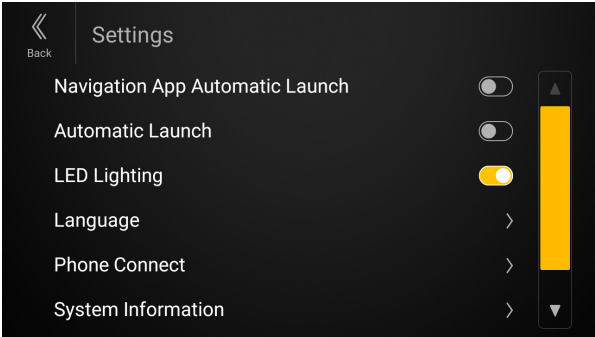 Back
Settings
Navigation App Automatic Launch
Automatic Launch
LED Lighting
Language
Phone Connect
System Information